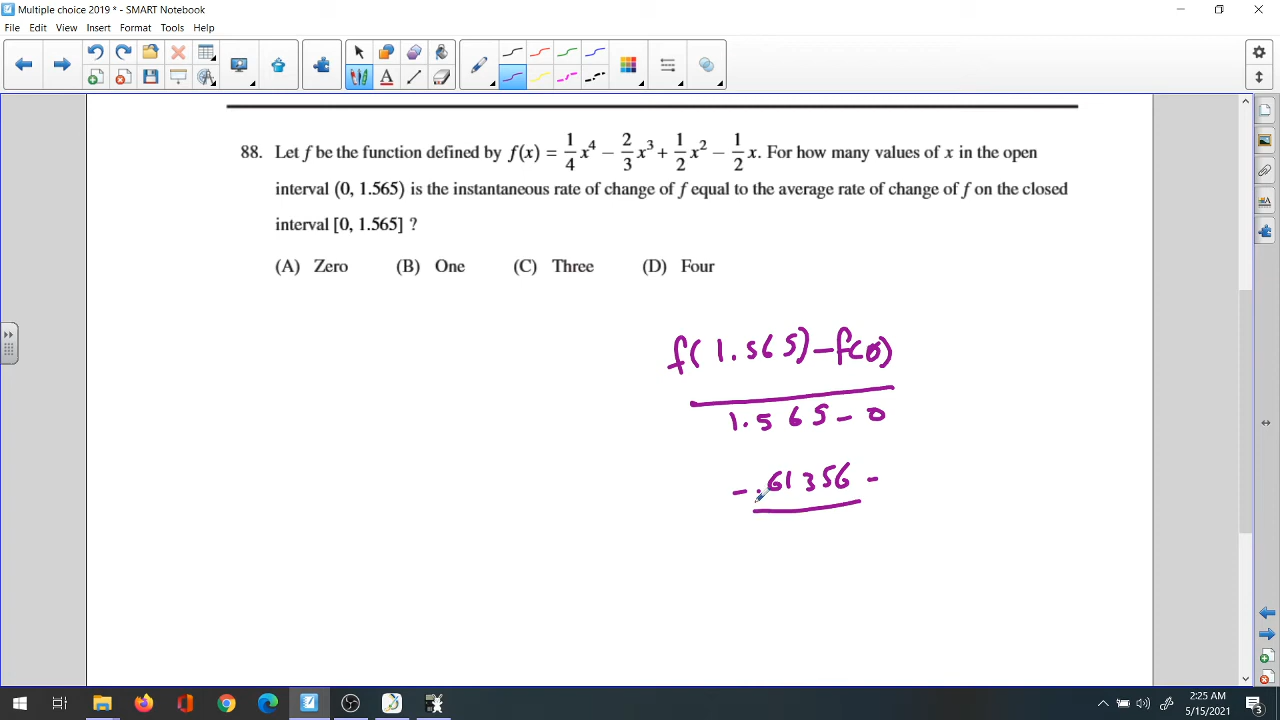 Multiple choice 2019 * - SMART Notebook
File Edit View Insert Format Tools Help
88. Let f be the function defined by f(x) = 1/4 x⁴ − 2/3 x³ + 1/2 x² − 1/2 x. For how many values of x in the open
interval (0, 1.565) is the instantaneous rate of change of f equal to the average rate of change of f on the closed
interval [0, 1.565] ?
(A) Zero (B) One (C) Three (D) Four
f(1.565)-f(0)
1.565-0
-.61356 -
2:25 AM
5/15/2021